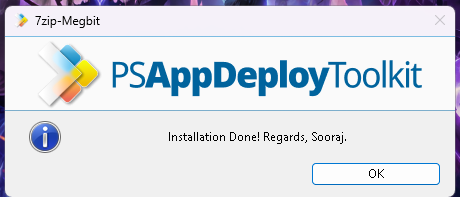 7zip-Megbit
PSAppDeployToolkit
Installation Done! Regards, Sooraj.
OK